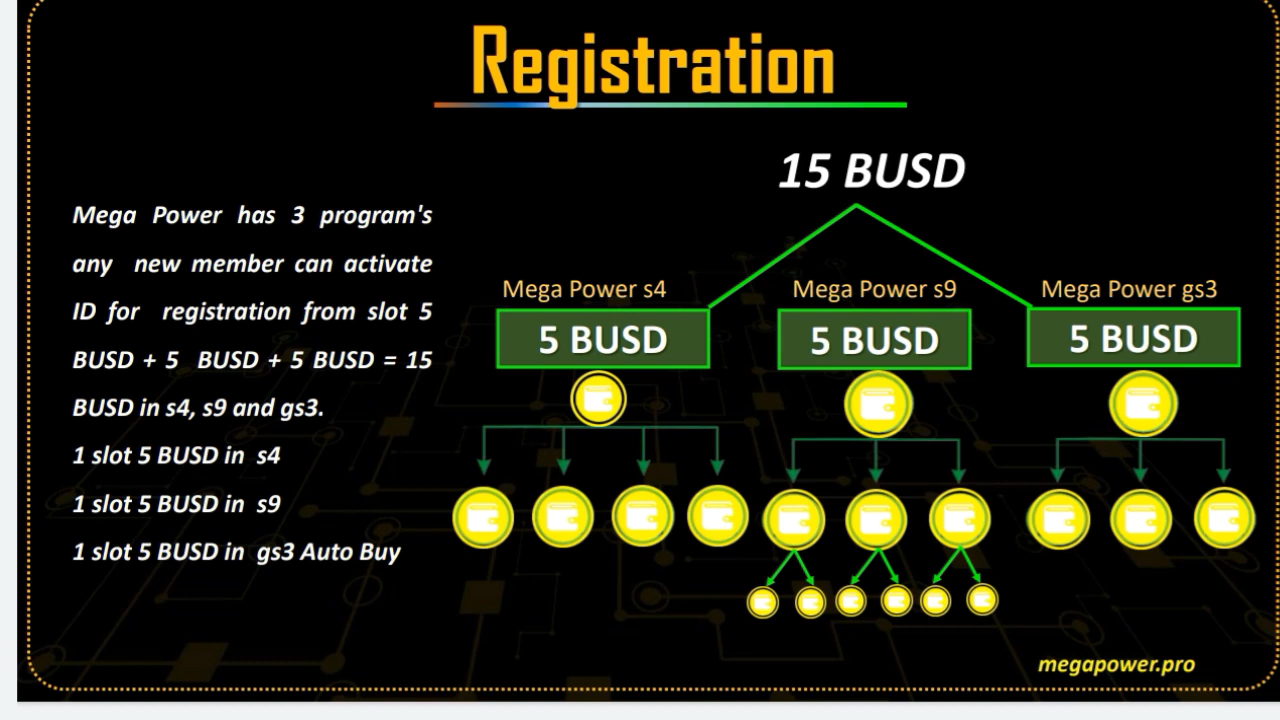 Registration
15 BUSD
Mega Power has 3 program's
any new member can activate
ID for registration from slot 5
BUSD + 5 BUSD + 5 BUSD = 15
BUSD in s4, s9 and gs3.
1 slot 5 BUSD in s4
1 slot 5 BUSD in s9
1 slot 5 BUSD in gs3 Auto Buy
Mega Power s4
5 BUSD
Mega Power s9
5 BUSD
Mega Power gs3
5 BUSD
megapower.pro